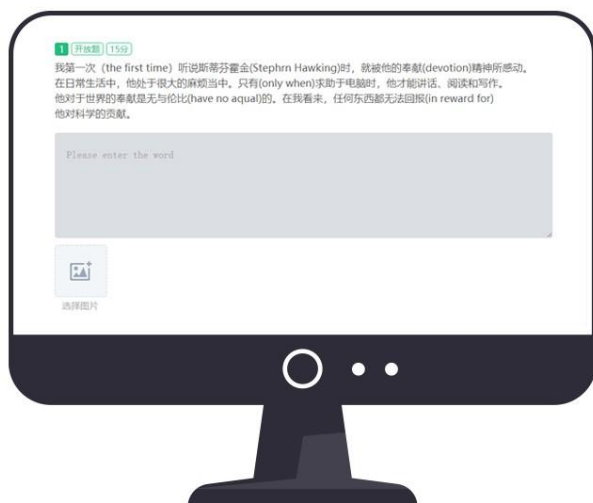 1 开放题 15分
我第一次（the first time）听说斯蒂芬霍金(Stephrn Hawking)时，就被他的奉献(devotion)精神所感动。
在日常生活中，他处于很大的麻烦当中。只有(only when)求助于电脑时，他才能讲话、阅读和写作。
他对于世界的奉献是无与伦比(have no aqual)的。在我看来，任何东西都无法回报(in reward for)
他对科学的贡献。
Please enter the word
选择图片